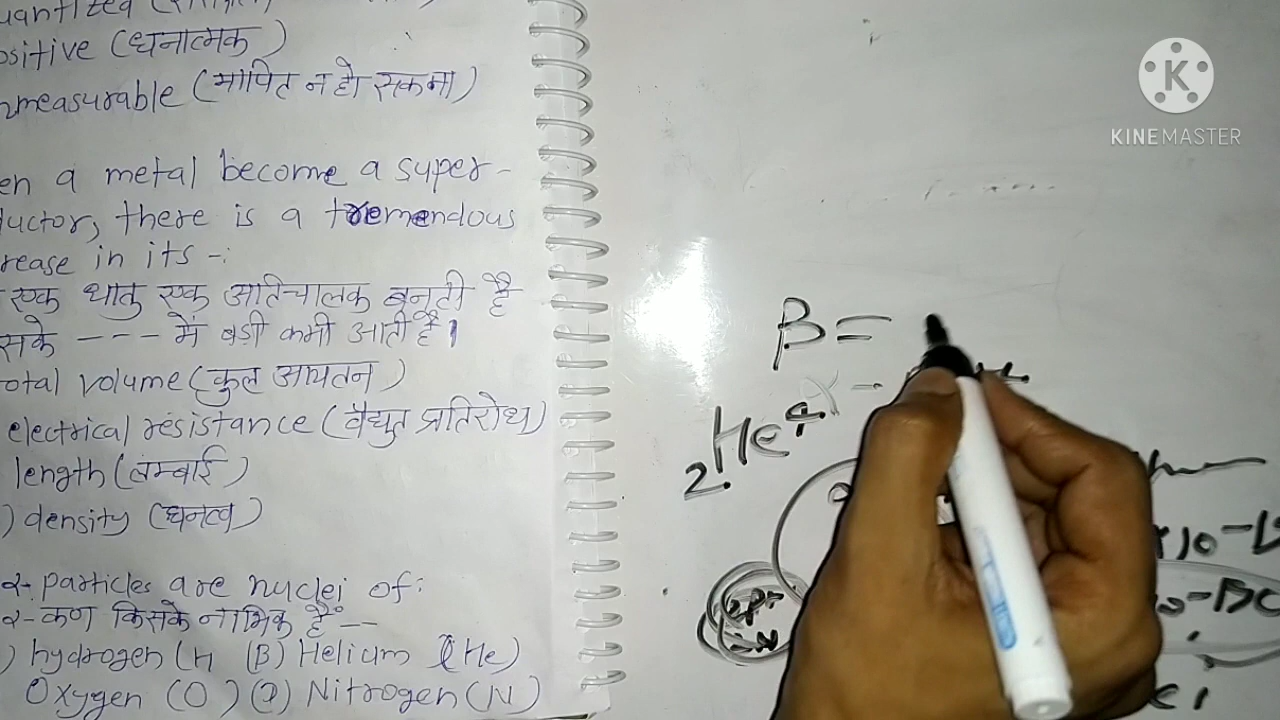 ositive (धनात्मक)
measurable (मापित न हो सकना)
en a metal become a super-
ductor, there is a tremendous
rease in its -:
एक धातु एक अतिचालक बनती है
सके --- में बड़ी कमी आती है।
otal volume (कुल आयतन)
electrical resistance (वैद्युत प्रतिरोध)
length (लम्बाई)
) density (घनत्व)
α-particles are nuclei of:
α-कण किसके नाभिक हैं --
) hydrogen (H (B) Helium (He)
Oxygen (O) (2) Nitrogen (N)
K
KINEMASTER
β=
2He4